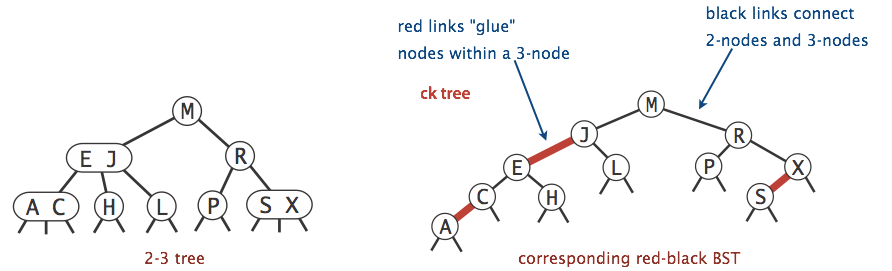 red links "glue"
nodes within a 3-node
black links connect
2-nodes and 3-nodes
ck tree
M
E J
R
A C
H
L
P
S X
2-3 tree
M
J
R
E
L
P
X
C
H
S
A
corresponding red-black BST